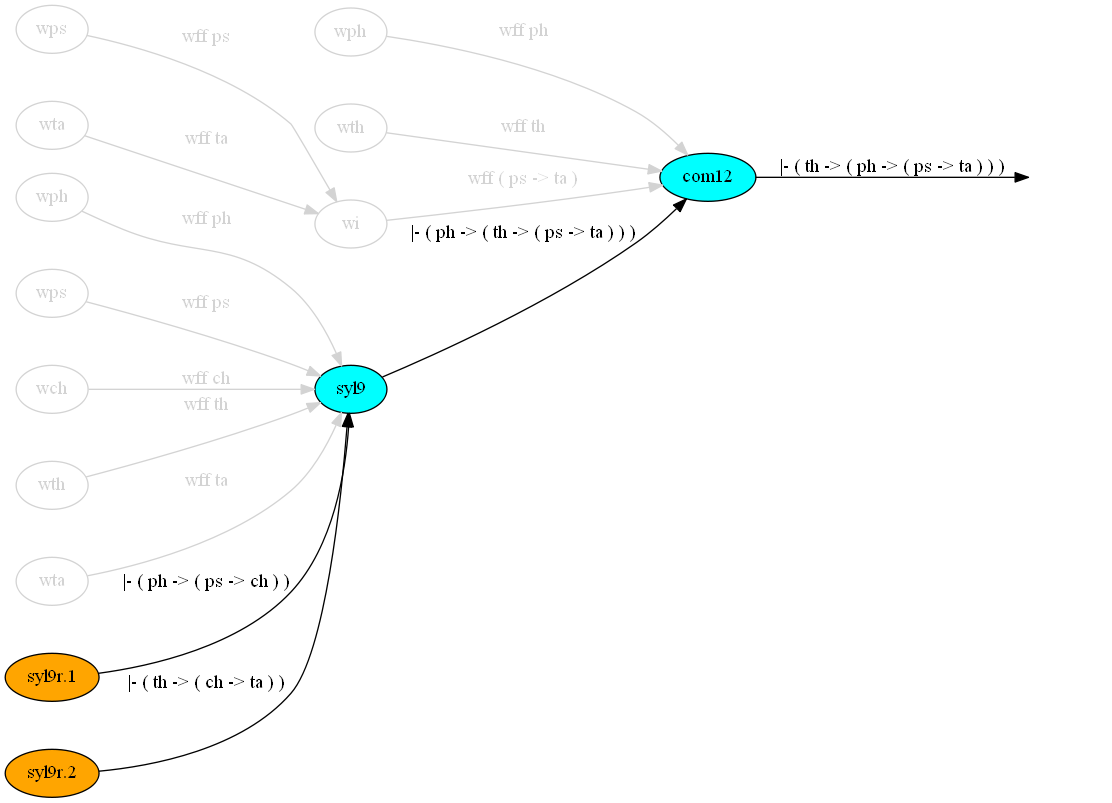 wps
wff ps
wph
wff ph
wta
wff ta
wth
wff th
wph
wff ph
wi
wff ( ps -> ta )
com12
|- ( th -> ( ph -> ( ps -> ta ) ) )
|- ( ph -> ( th -> ( ps -> ta ) ) )
wps
wff ps
wch
wff ch
syl9
wff th
wth
wff ta
wta
|- ( ph -> ( ps -> ch ) )
syl9r.1
|- ( th -> ( ch -> ta ) )
syl9r.2